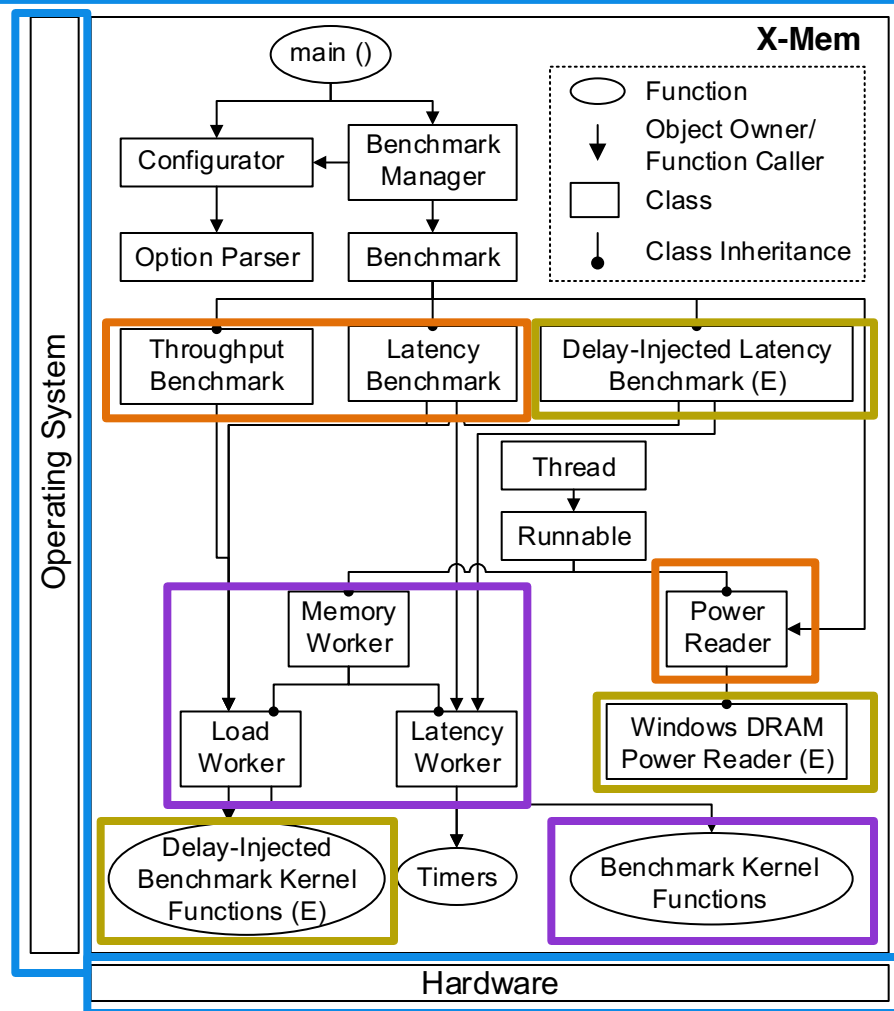 X-Mem
main ()
Function
Object Owner/
Function Caller
Class
Class Inheritance
Configurator
Benchmark
Manager
Option Parser
Benchmark
Throughput
Benchmark
Latency
Benchmark
Delay-Injected Latency
Benchmark (E)
Operating System
Thread
Runnable
Memory
Worker
Power
Reader
Load
Worker
Latency
Worker
Windows DRAM
Power Reader (E)
Delay-Injected
Benchmark Kernel
Functions (E)
Timers
Benchmark Kernel
Functions
Hardware